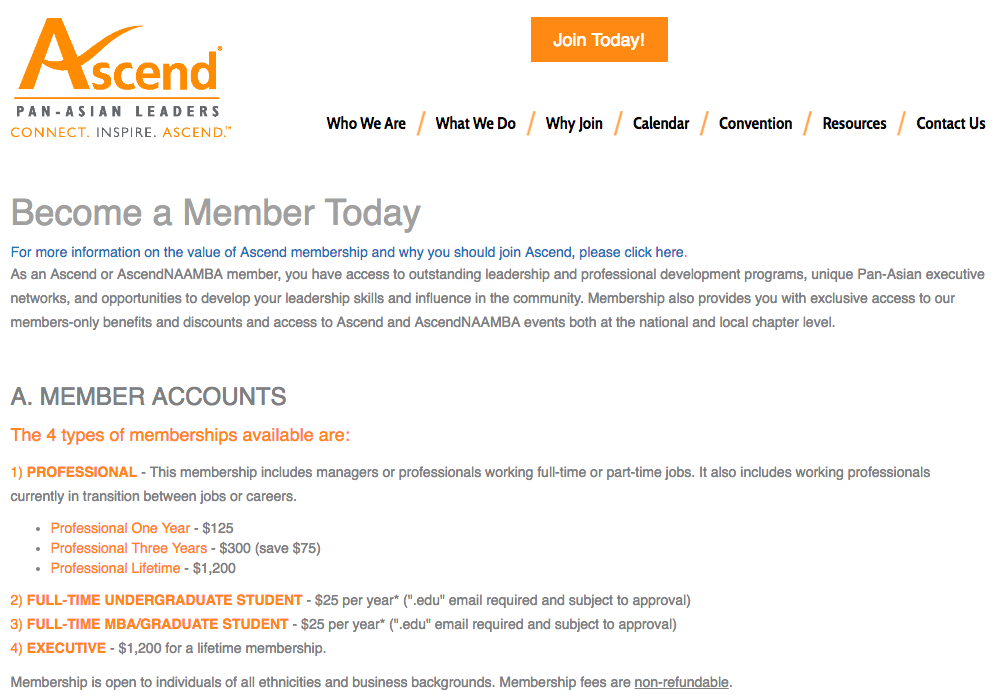 Ascend®
PAN-ASIAN LEADERS
CONNECT. INSPIRE. ASCEND.™
Join Today!
Who We Are / What We Do / Why Join / Calendar / Convention / Resources / Contact Us
Become a Member Today
For more information on the value of Ascend membership and why you should join Ascend, please click here.
As an Ascend or AscendNAAMBA member, you have access to outstanding leadership and professional development programs, unique Pan-Asian executive
networks, and opportunities to develop your leadership skills and influence in the community. Membership also provides you with exclusive access to our
members-only benefits and discounts and access to Ascend and AscendNAAMBA events both at the national and local chapter level.
A. MEMBER ACCOUNTS
The 4 types of memberships available are:
1) PROFESSIONAL - This membership includes managers or professionals working full-time or part-time jobs. It also includes working professionals
currently in transition between jobs or careers.
• Professional One Year - $125
• Professional Three Years - $300 (save $75)
• Professional Lifetime - $1,200
2) FULL-TIME UNDERGRADUATE STUDENT - $25 per year* (".edu" email required and subject to approval)
3) FULL-TIME MBA/GRADUATE STUDENT - $25 per year* (".edu" email required and subject to approval)
4) EXECUTIVE - $1,200 for a lifetime membership.
Membership is open to individuals of all ethnicities and business backgrounds. Membership fees are non-refundable.